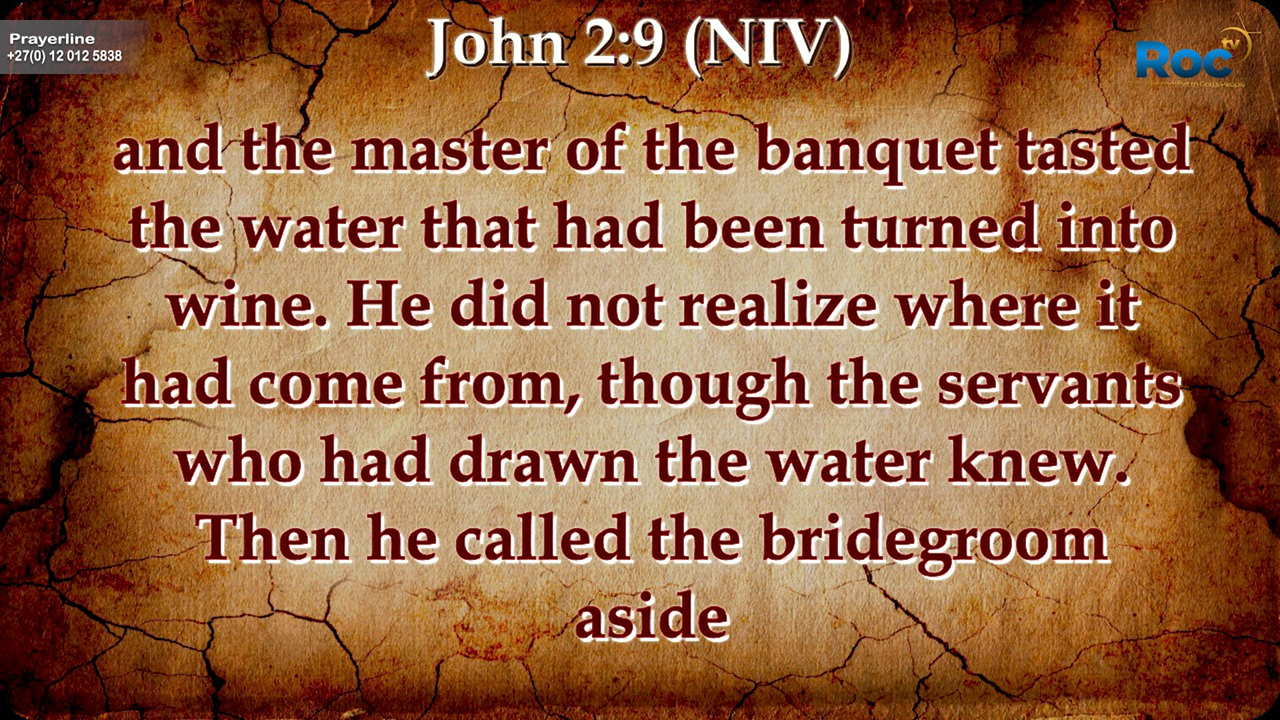 John 2:9 (NIV)
Prayerline
+27(0) 12 012 5838
Roc tv
and the master of the banquet tasted
the water that had been turned into
wine. He did not realize where it
had come from, though the servants
who had drawn the water knew.
Then he called the bridegroom
aside